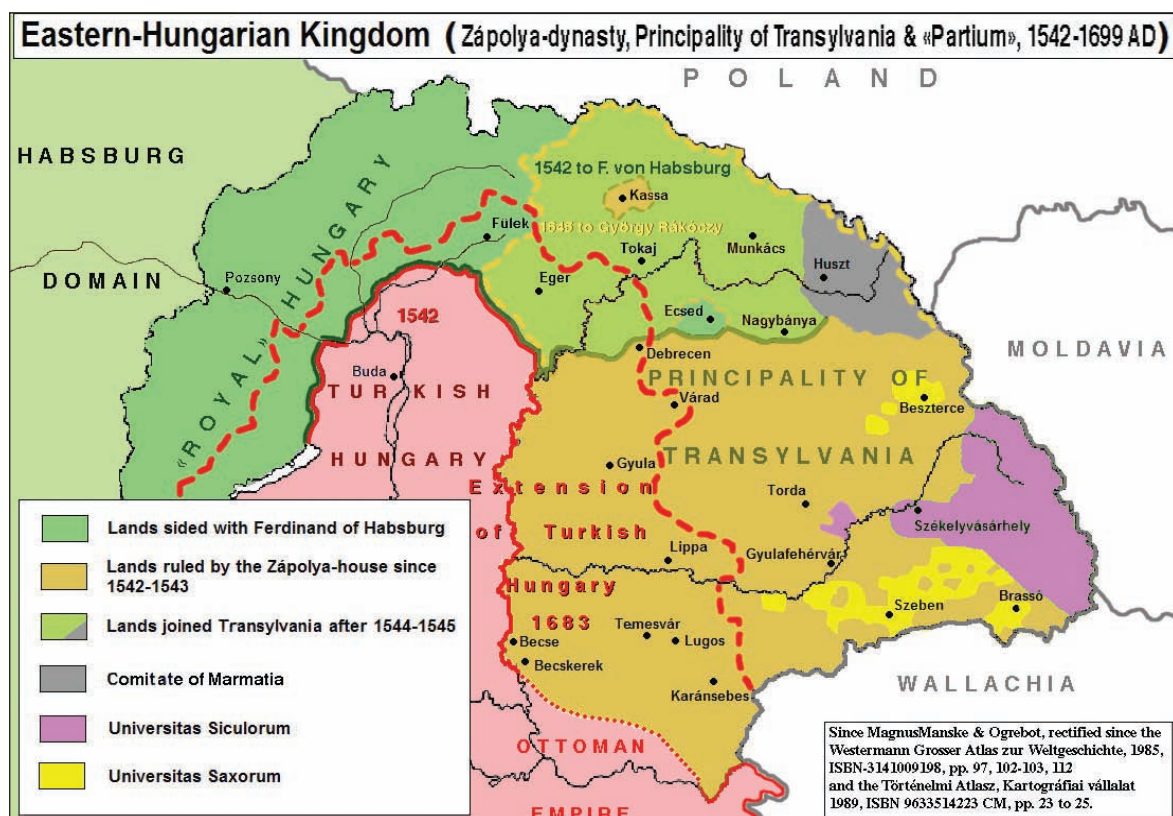 Eastern-Hungarian Kingdom ( Zápolya-dynasty, Principality of Transylvania & «Partium», 1542-1699 AD)
POLAND
HABSBURG
DOMAIN
«ROYAL» HUNGARY
1542 to F. von Habsburg
Kassa
1645 to György Rákóczy
Fülek
Tokaj
Munkács
Huszt
Pozsony
Eger
Ecsed
Nagybánya
1542
MOLDAVIA
Debrecen
Buda
TURKISH
HUNGARY
PRINCIPALITY OF
TRANSYLVANIA
Várad
Beszterce
Gyula
Extension
of Turkish
Hungary
1683
Torda
Székelyvásárhely
Lippa
Gyulafehérvár
Szeben
Brassó
Temesvár
Lugos
Becse
Becskerek
Karánsebes
WALLACHIA
OTTOMAN
EMPIRE
Lands sided with Ferdinand of Habsburg
Lands ruled by the Zápolya-house since
1542-1543
Lands joined Transylvania after 1544-1545
Comitate of Marmatia
Universitas Siculorum
Universitas Saxorum
Since MagnusManske & Ogrebot, rectified since the
Westermann Grosser Atlas zur Weltgeschichte, 1985,
ISBN-3141009198, pp. 97, 102-103, 112
and the Történelmi Atlasz, Kartográfiai vállalat
1989, ISBN 9633514223 CM, pp. 23 to 25.